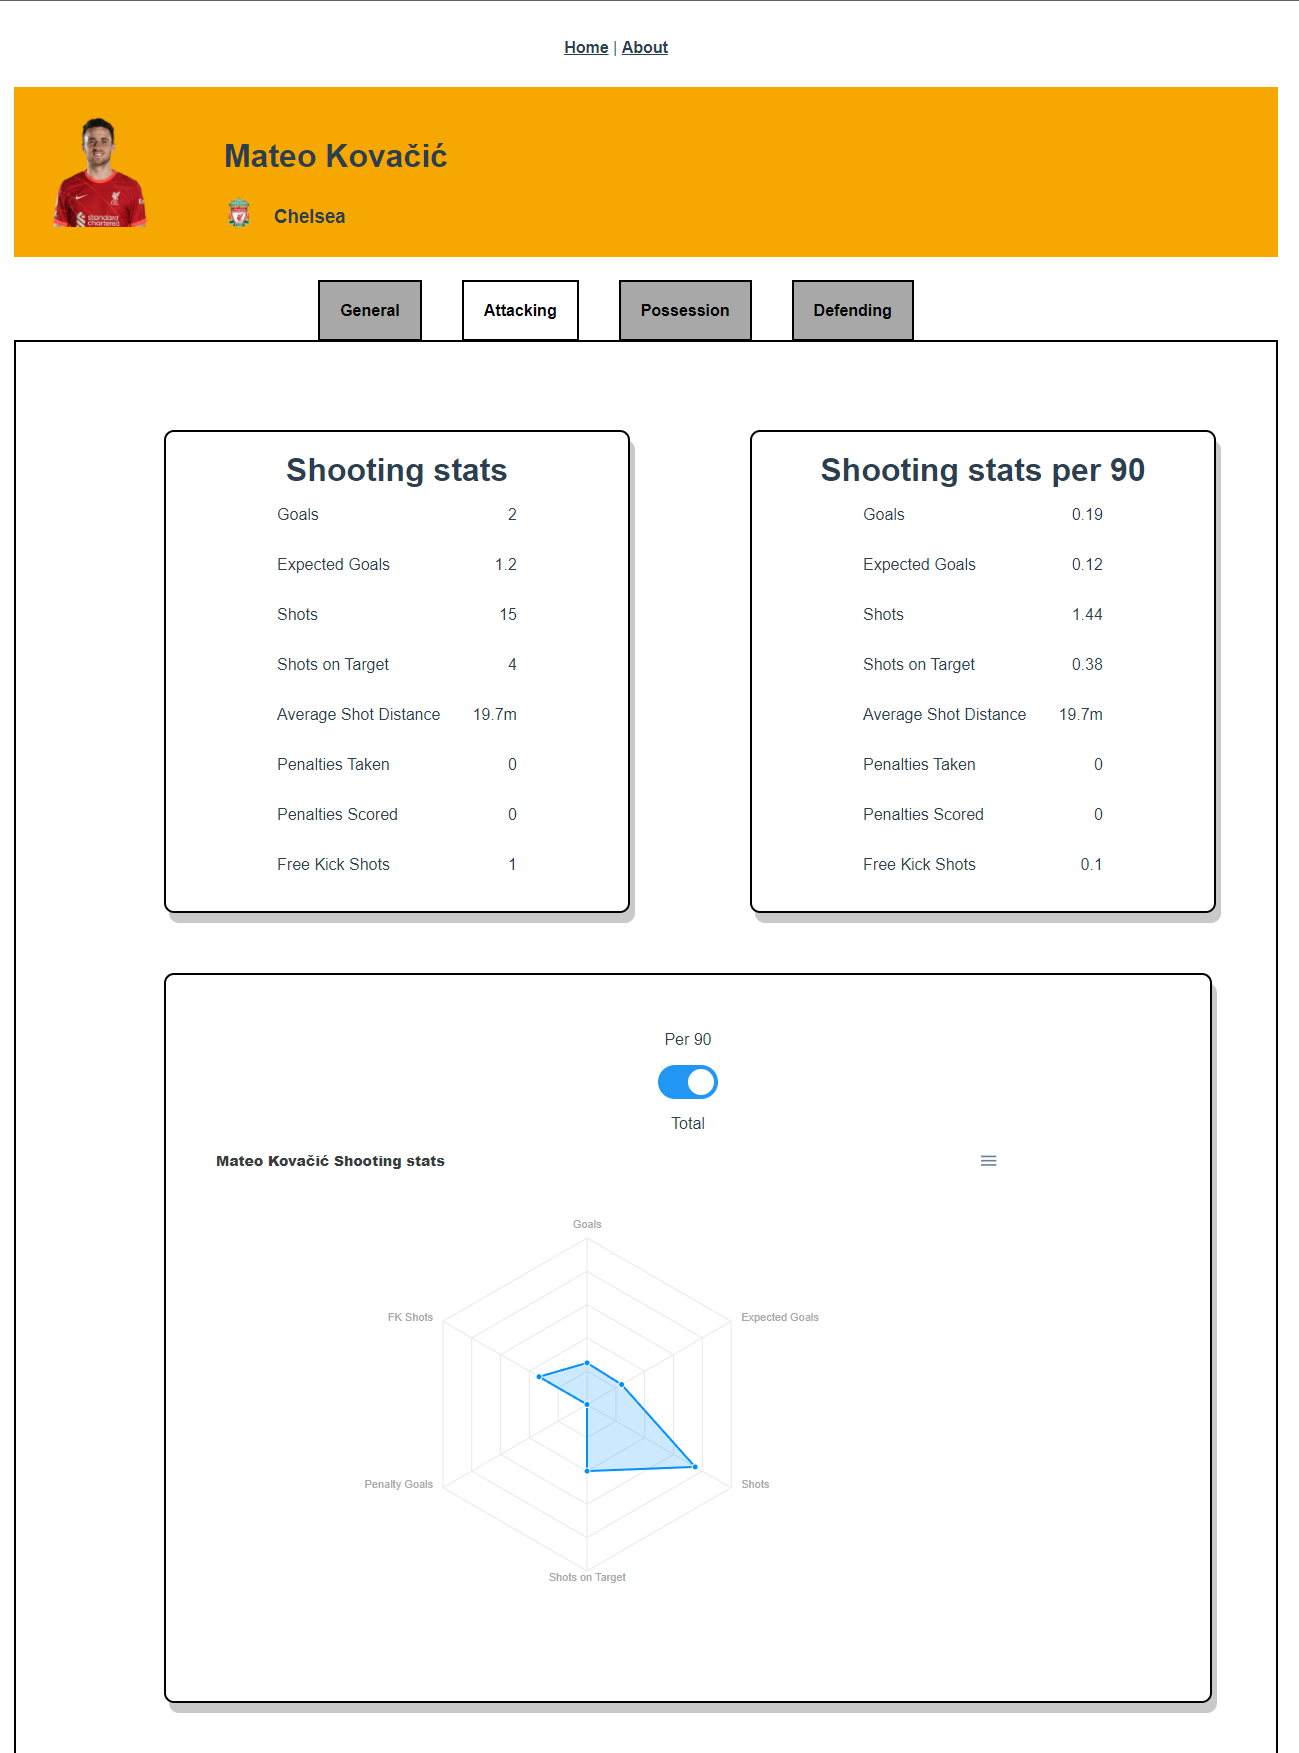 Home | About
Mateo Kovačić
standard
chartered
Chelsea
General
Attacking
Possession
Defending
Shooting stats
Goals 2
Expected Goals 1.2
Shots 15
Shots on Target 4
Average Shot Distance 19.7m
Penalties Taken 0
Penalties Scored 0
Free Kick Shots 1
Shooting stats per 90
Goals 0.19
Expected Goals 0.12
Shots 1.44
Shots on Target 0.38
Average Shot Distance 19.7m
Penalties Taken 0
Penalties Scored 0
Free Kick Shots 0.1
Per 90
Total
Mateo Kovačić Shooting stats
Goals
FK Shots
Expected Goals
Penalty Goals
Shots
Shots on Target